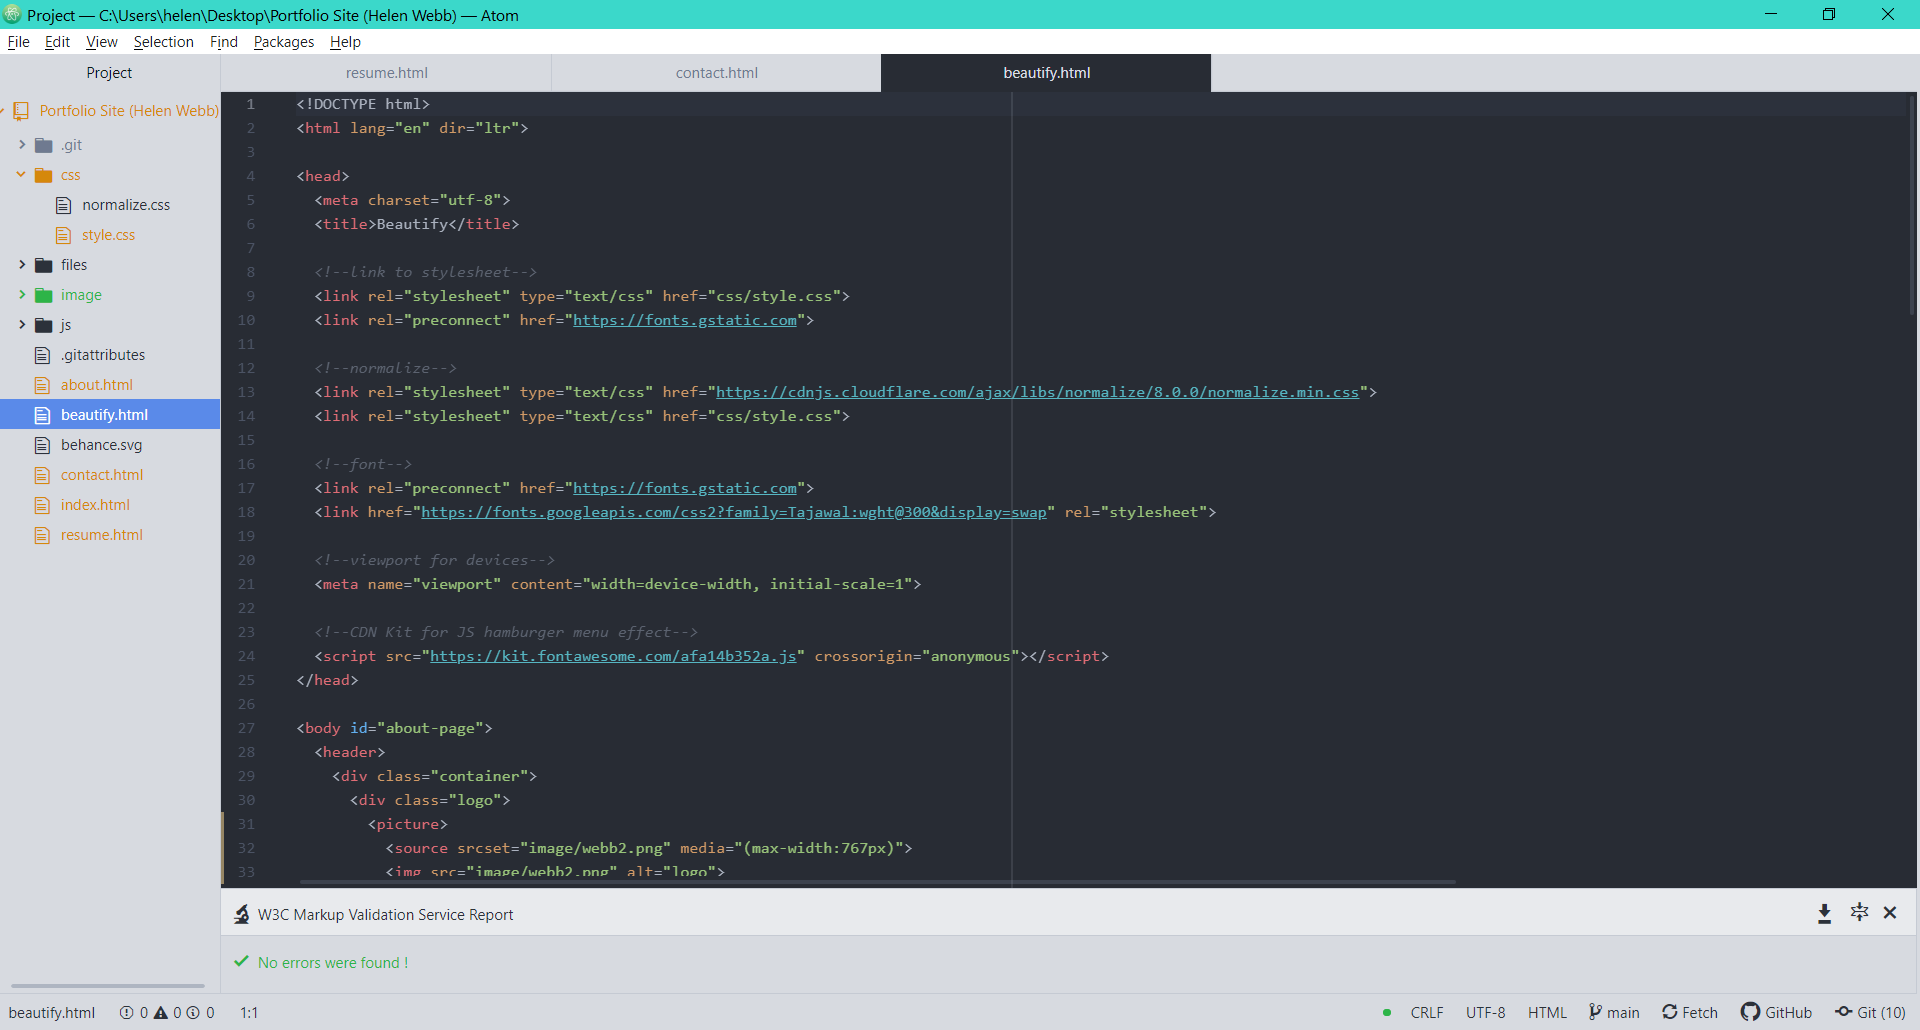 Project — C:\Users\helen\Desktop\Portfolio Site (Helen Webb) — Atom
File Edit View Selection Find Packages Help
Project
resume.html contact.html beautify.html
Portfolio Site (Helen Webb)
.git
css
normalize.css
style.css
files
image
js
.gitattributes
about.html
beautify.html
behance.svg
contact.html
index.html
resume.html
1 <!DOCTYPE html>
2 <html lang="en" dir="ltr">
3
4 <head>
5 <meta charset="utf-8">
6 <title>Beautify</title>
7
8 <!--link to stylesheet-->
9 <link rel="stylesheet" type="text/css" href="css/style.css">
10 <link rel="preconnect" href="https://fonts.gstatic.com">
11
12 <!--normalize-->
13 <link rel="stylesheet" type="text/css" href="https://cdnjs.cloudflare.com/ajax/libs/normalize/8.0.0/normalize.min.css">
14 <link rel="stylesheet" type="text/css" href="css/style.css">
15
16 <!--font-->
17 <link rel="preconnect" href="https://fonts.gstatic.com">
18 <link href="https://fonts.googleapis.com/css2?family=Tajawal:wght@300&display=swap" rel="stylesheet">
19
20 <!--viewport for devices-->
21 <meta name="viewport" content="width=device-width, initial-scale=1">
22
23 <!--CDN Kit for JS hamburger menu effect-->
24 <script src="https://kit.fontawesome.com/afa14b352a.js" crossorigin="anonymous"></script>
25 </head>
26
27 <body id="about-page">
28 <header>
29 <div class="container">
30 <div class="logo">
31 <picture>
32 <source srcset="image/webb2.png" media="(max-width:767px)">
33 <img src="image/webb2.png" alt="logo">
W3C Markup Validation Service Report
No errors were found !
beautify.html 0 0 0 1:1 CRLF UTF-8 HTML main Fetch GitHub Git (10)